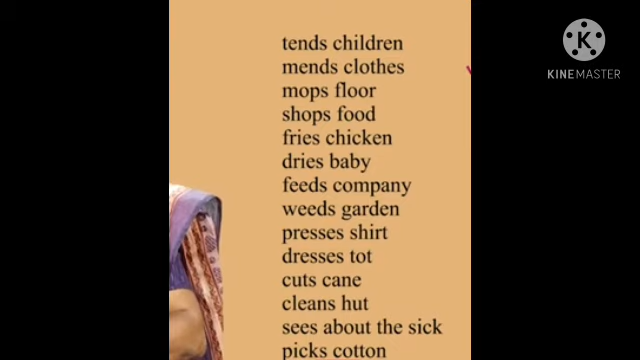 tends children
mends clothes
mops floor
shops food
fries chicken
dries baby
feeds company
weeds garden
presses shirt
dresses tot
cuts cane
cleans hut
sees about the sick
picks cotton
KINEMASTER